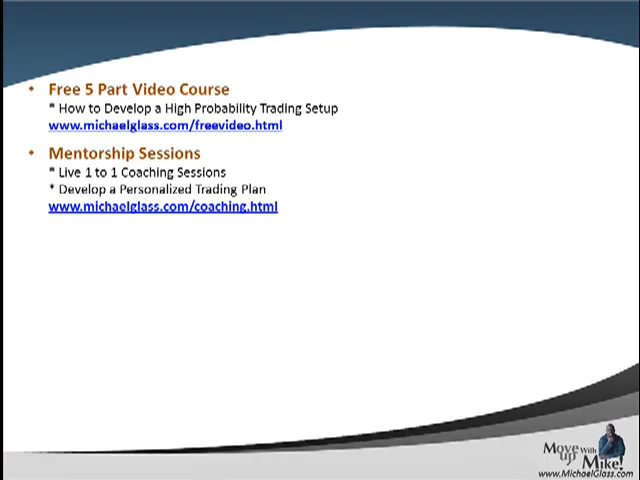 • Free 5 Part Video Course
* How to Develop a High Probability Trading Setup
www.michaelglass.com/freevideo.html
• Mentorship Sessions
* Live 1 to 1 Coaching Sessions
* Develop a Personalized Trading Plan
www.michaelglass.com/coaching.html
Move up With Mike!
www.MichaelGlass.com